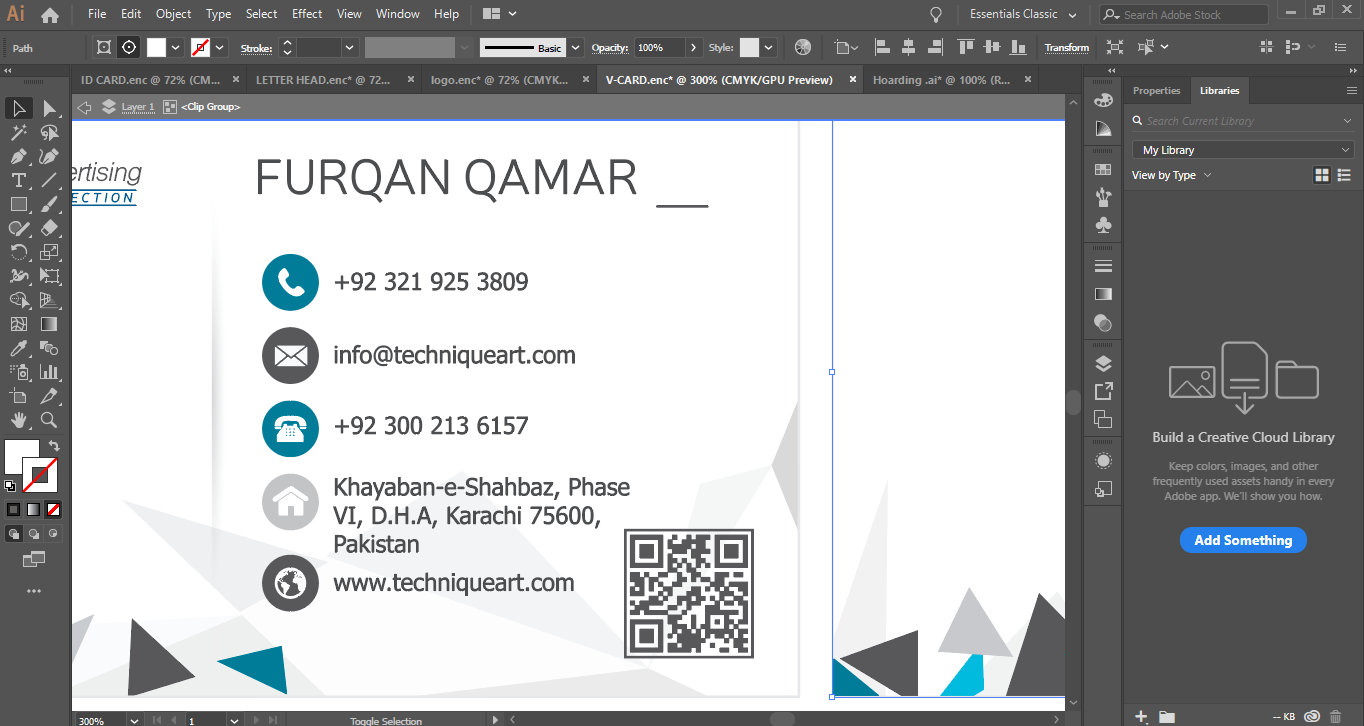 Ai File Edit Object Type Select Effect View Window Help Essentials Classic Search Adobe Stock
Path Stroke: Basic Opacity: 100% Style: Transform
ID CARD.enc @ 72% (CM... LETTER HEAD.enc* @ 72... logo.enc* @ 72% (CMYK... V-CARD.enc* @ 300% (CMYK/GPU Preview) Hoarding .ai* @ 100% (R...
Layer 1 <Clip Group>
Properties Libraries
Search Current Library
My Library
View by Type
ertising
ECTION
FURQAN QAMAR __
+92 321 925 3809
info@techniqueart.com
+92 300 213 6157
Khayaban-e-Shahbaz, Phase
VI, D.H.A, Karachi 75600,
Pakistan
www.techniqueart.com
Build a Creative Cloud Library
Keep colors, images, and other
frequently used assets handy in every
Adobe app. We'll show you how.
Add Something
300% 1 Toggle Selection -- KB